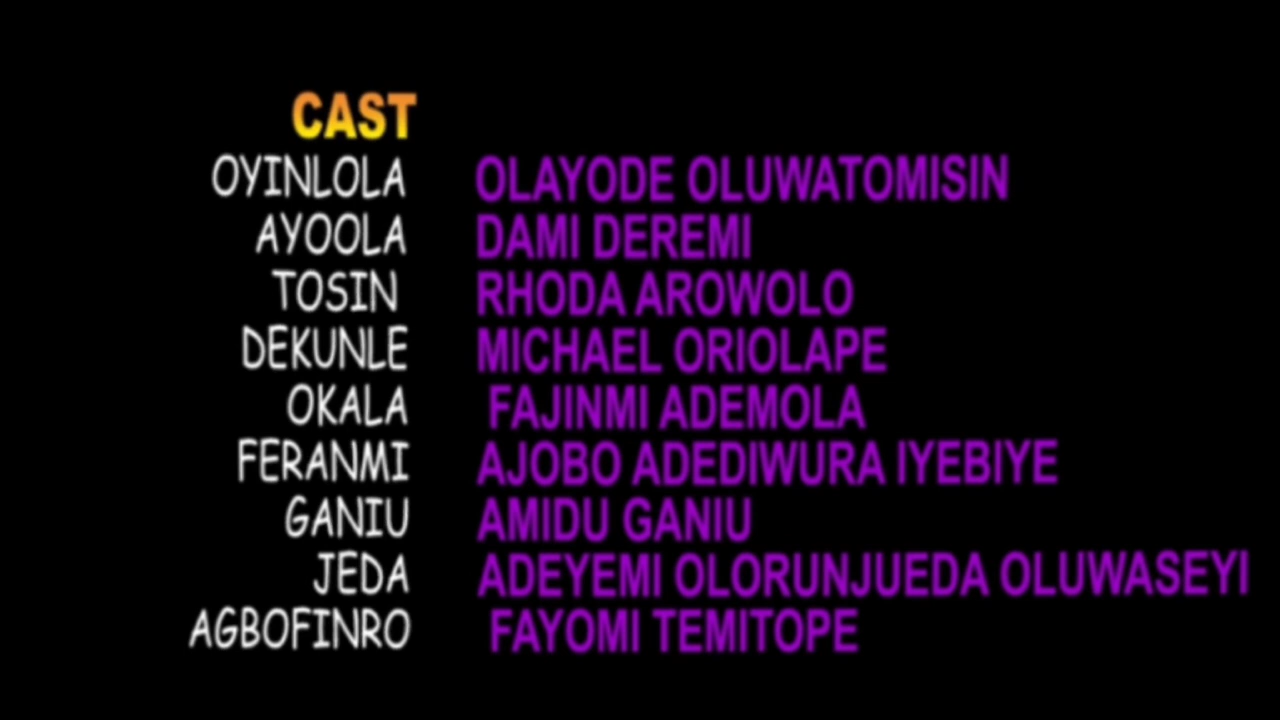 CAST
OYINLOLA OLAYODE OLUWATOMISIN
AYOOLA DAMI DEREMI
TOSIN RHODA AROWOLO
DEKUNLE MICHAEL ORIOLAPE
OKALA FAJINMI ADEMOLA
FERANMI AJOBO ADEDIWURA IYEBIYE
GANIU AMIDU GANIU
JEDA ADEYEMI OLORUNJUEDA OLUWASEYI
AGBOFINRO FAYOMI TEMITOPE